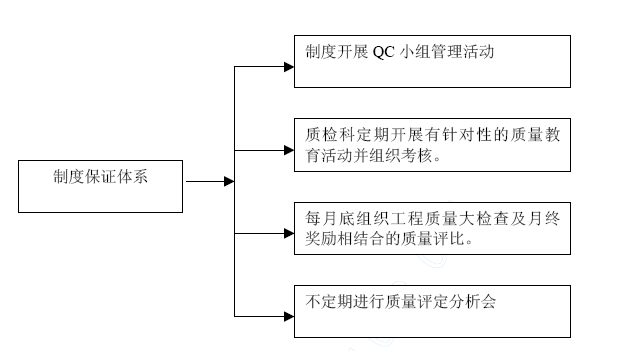 制度开展 QC 小组管理活动
质检科定期开展有针对性的质量教
育活动并组织考核。
制度保证体系
每月底组织工程质量大检查及月终
奖励相结合的质量评比。
不定期进行质量评定分析会